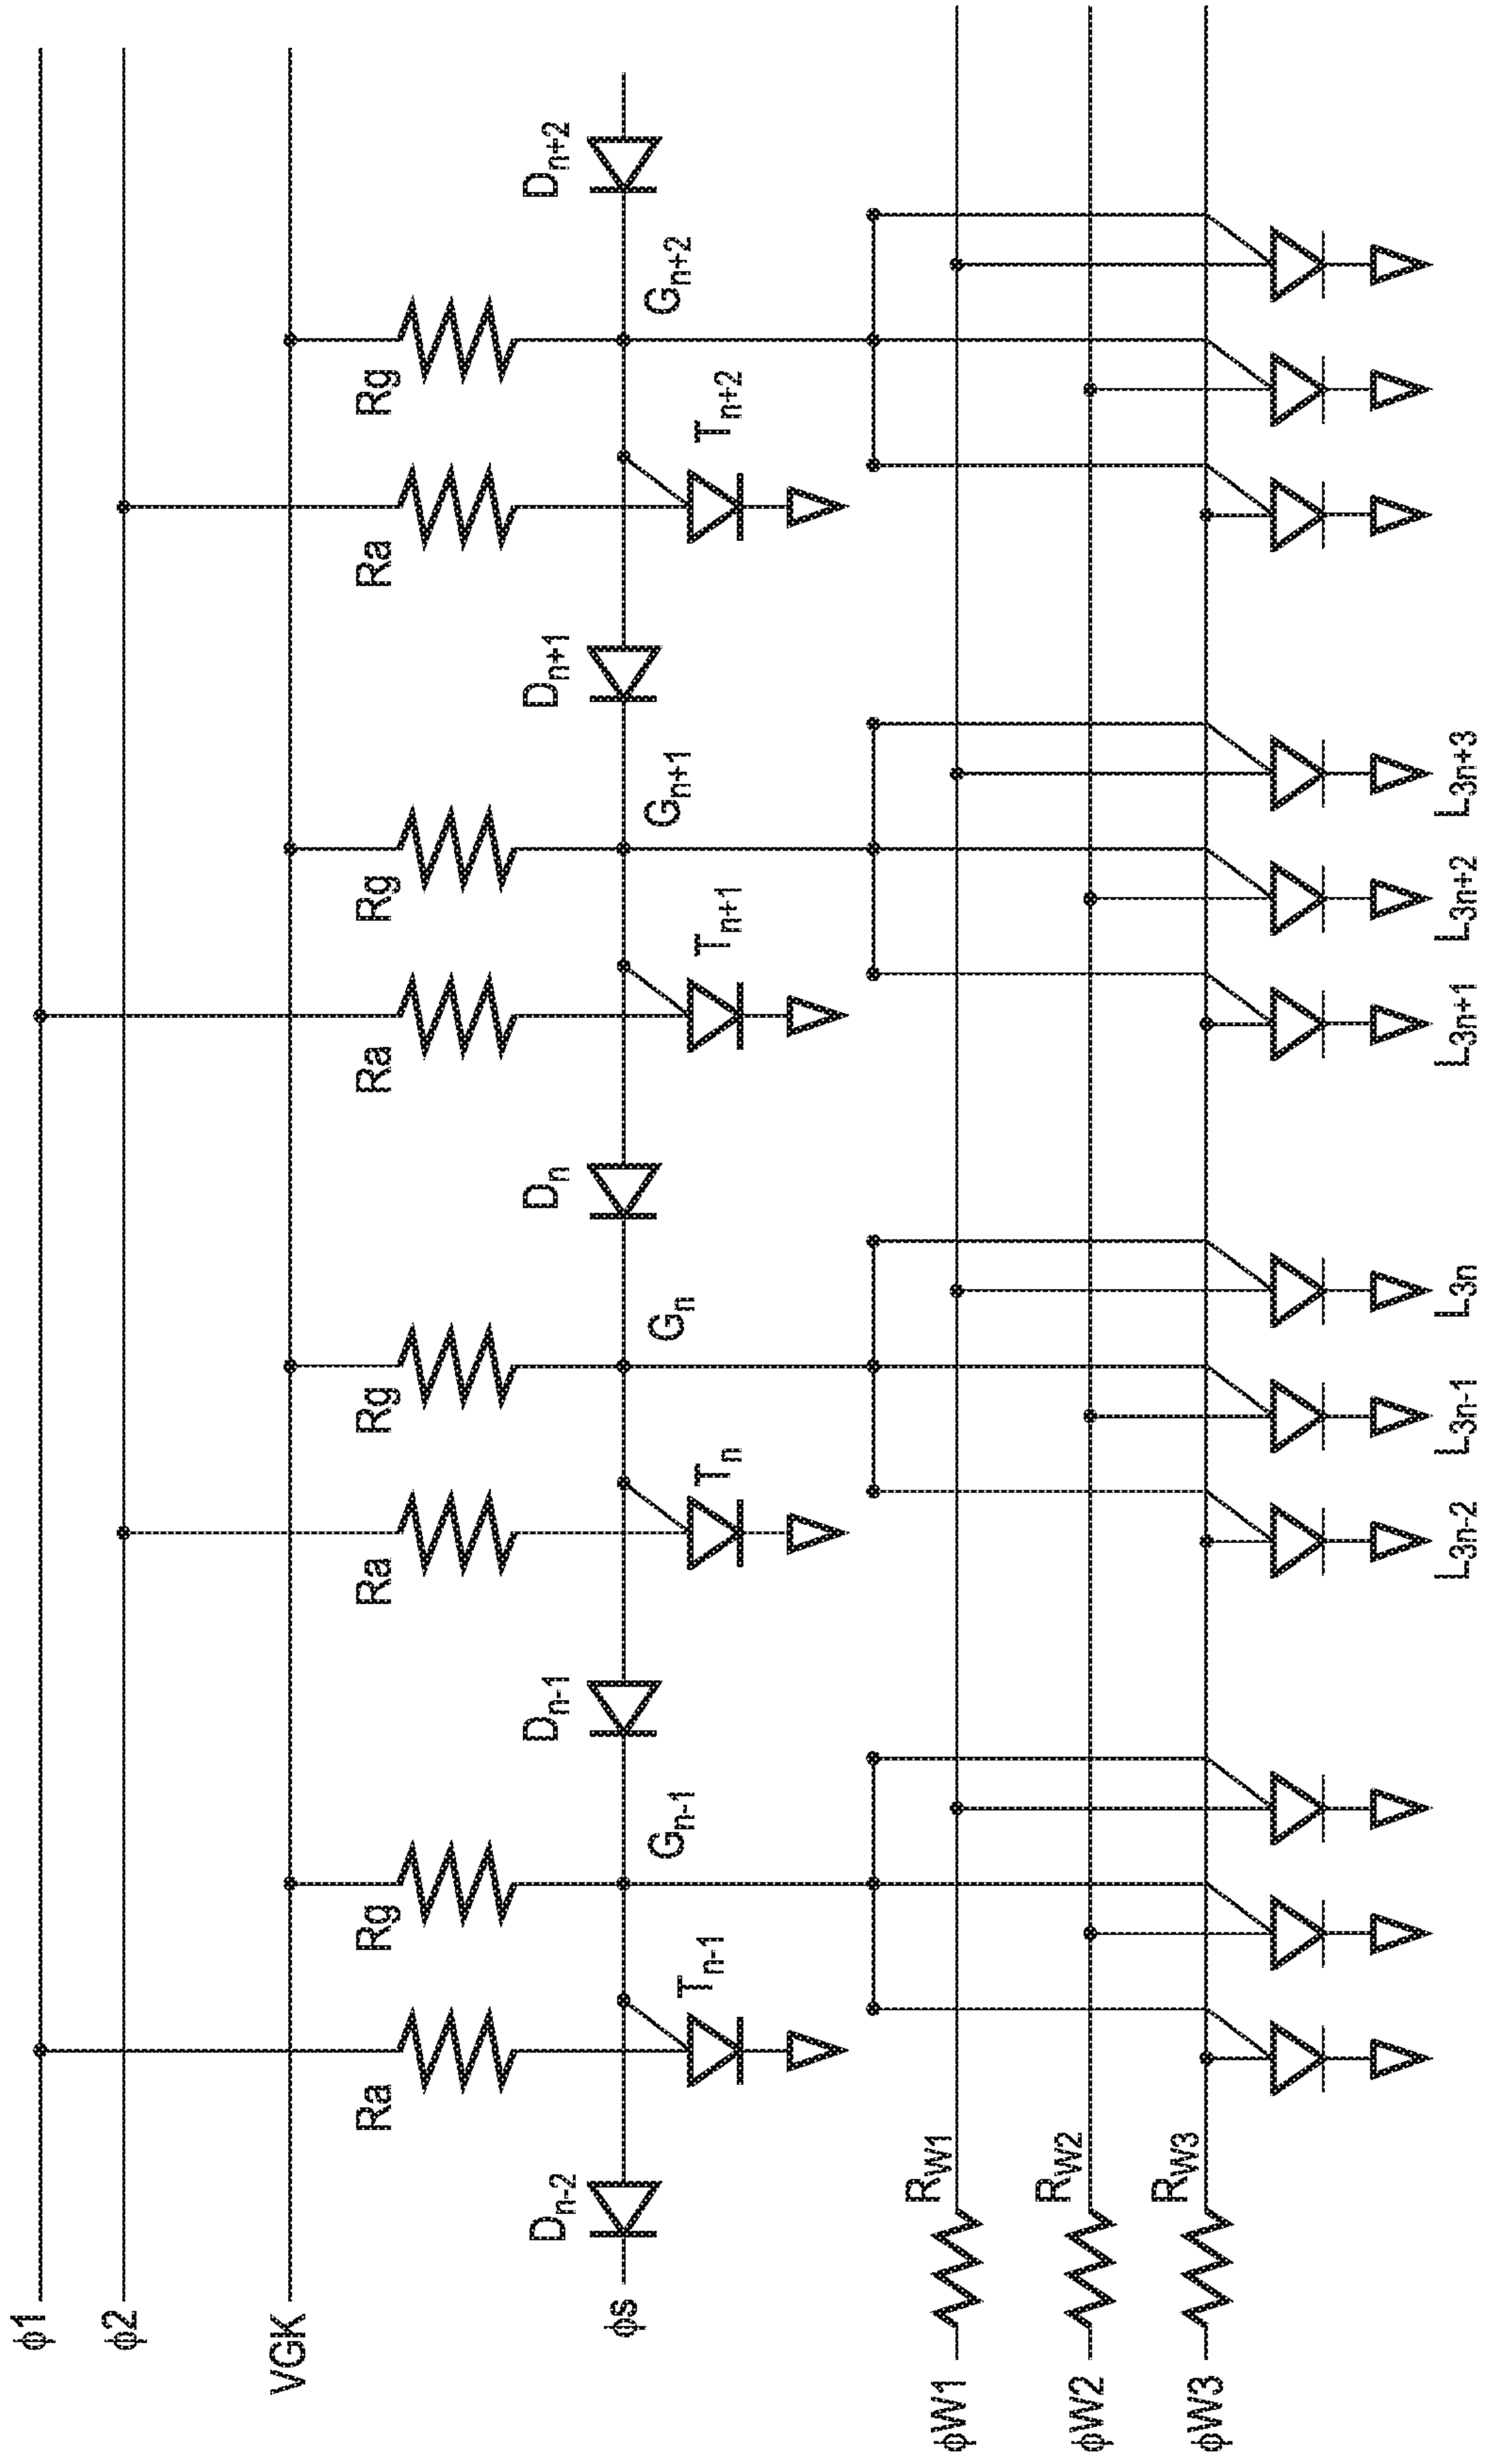 ϕ1
ϕ2
VGK
Ra Rg Ra Rg Ra Rg Ra Rg
Dn-2 Dn-1 Dn Dn+1 Dn+2
ϕs
Gn-1 Gn Gn+1 Gn+2
Tn-1 Tn Tn+1 Tn+2
RW1
ϕW1
RW2
ϕW2
RW3
ϕW3
L3n-2 L3n-1 L3n L3n+1 L3n+2 L3n+3